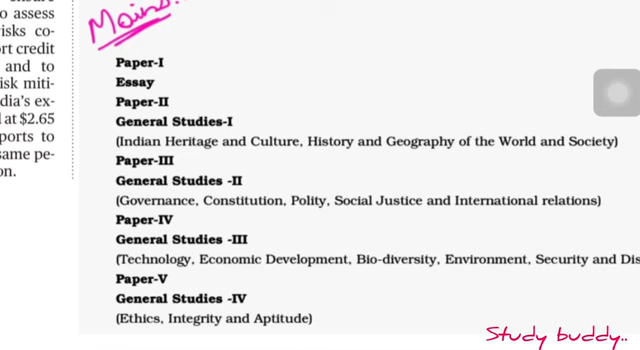 o assess
isks co-
rt credit
and to
isk miti-
dia's ex-
at $2.65
ports to
same pe-
on.
Mains:
Paper-I
Essay
Paper-II
General Studies-I
(Indian Heritage and Culture, History and Geography of the World and Society)
Paper-III
General Studies -II
(Governance, Constitution, Polity, Social Justice and International relations)
Paper-IV
General Studies -III
(Technology, Economic Development, Bio-diversity, Environment, Security and Dis
Paper-V
General Studies -IV
(Ethics, Integrity and Aptitude)
Study buddy..